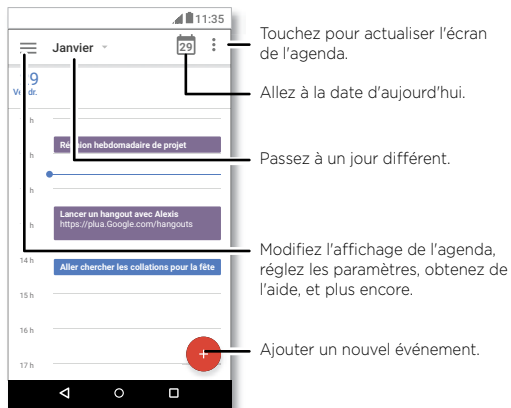 11:35
Janvier
29
Touchez pour actualiser l'écran
de l'agenda.
Allez à la date d'aujourd'hui.
9
h
Réunion hebdomadaire de projet
h
Passez à un jour différent.
h
Lancer un hangout avec Alexis
https://plua.Google.com/hangouts
h
Modifiez l'affichage de l'agenda,
réglez les paramètres, obtenez de
l'aide, et plus encore.
14 h
Aller chercher les collations pour la fête
15 h
16 h
Ajouter un nouvel événement.
+
17 h